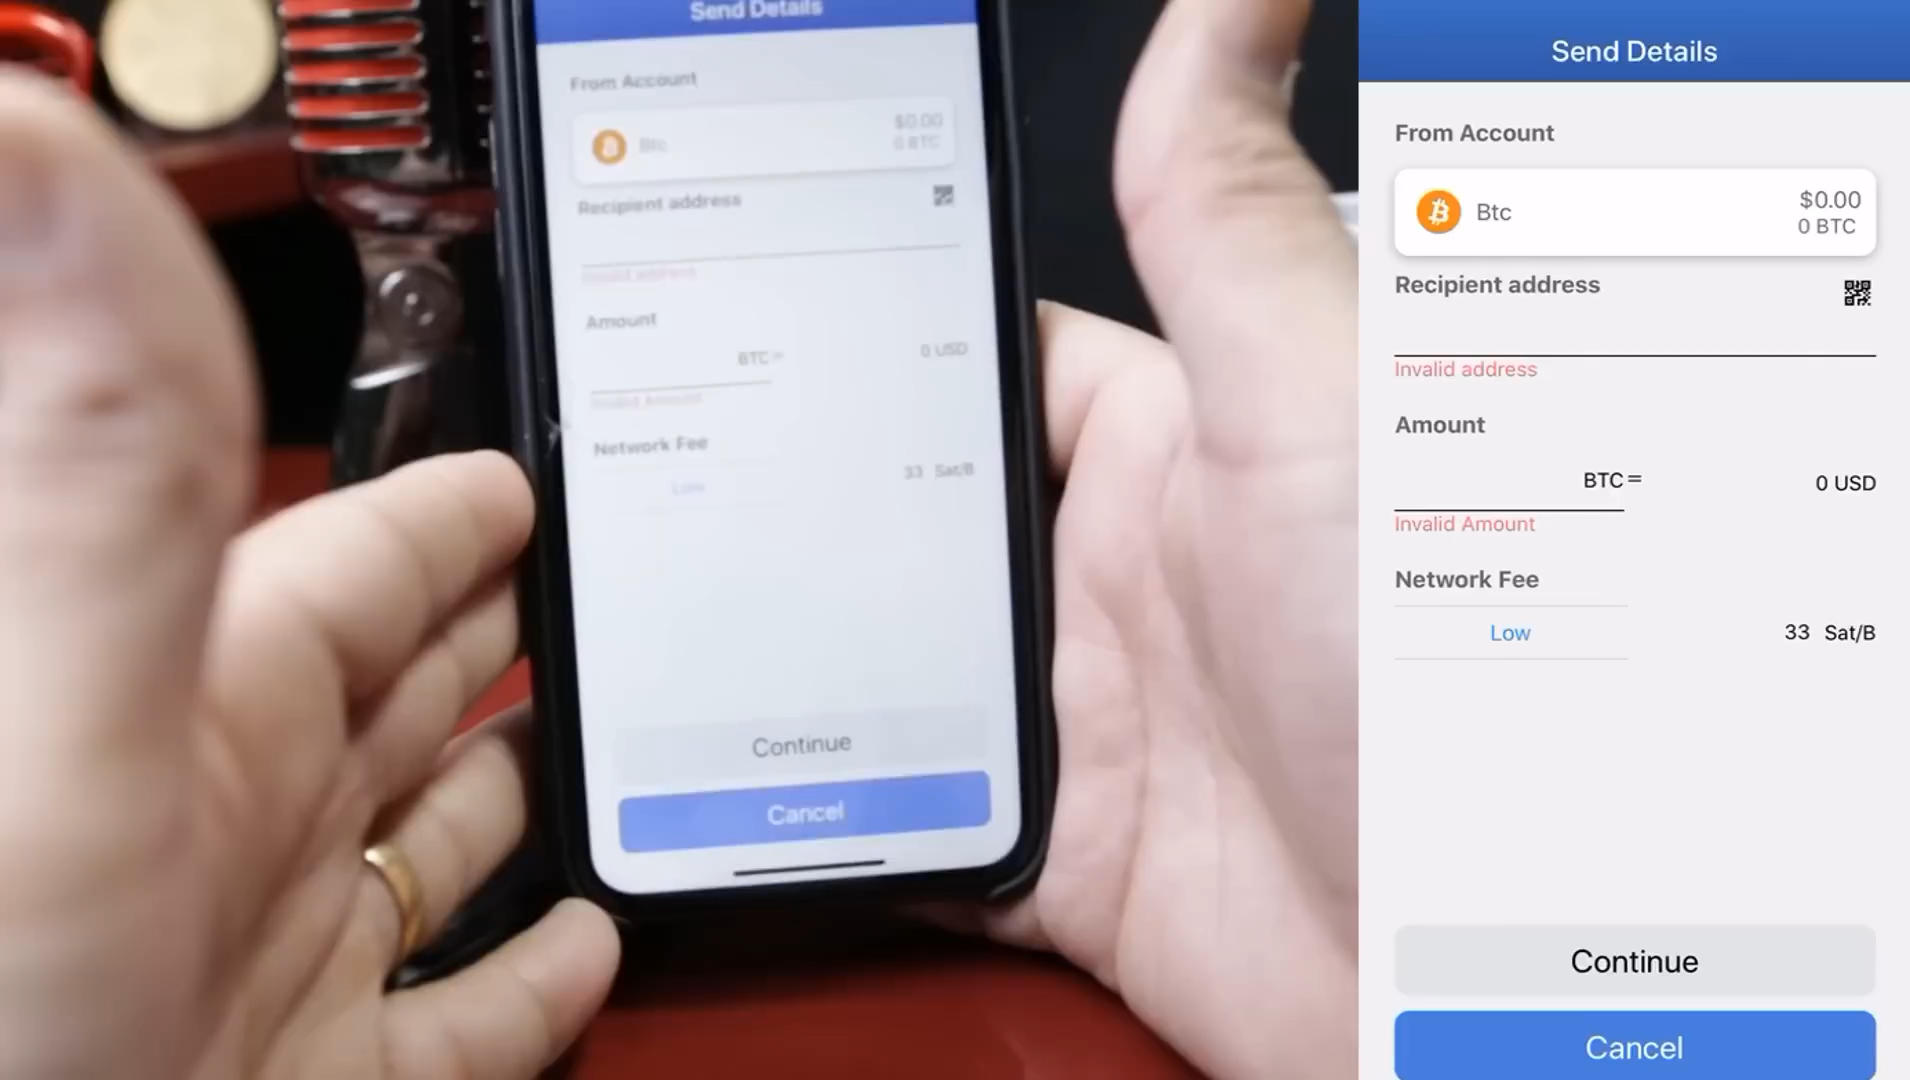 Send Details
From Account
Btc
$0.00
0 BTC
Recipient address
Invalid address
Amount
BTC =
0 USD
Invalid Amount
Network Fee
Low
33 Sat/B
Continue
Cancel
Send Details
From Account
Btc
$0.00
0 BTC
Recipient address
Invalid address
Amount
BTC =
0 USD
Invalid Amount
Network Fee
Low
33 Sat/B
Continue
Cancel